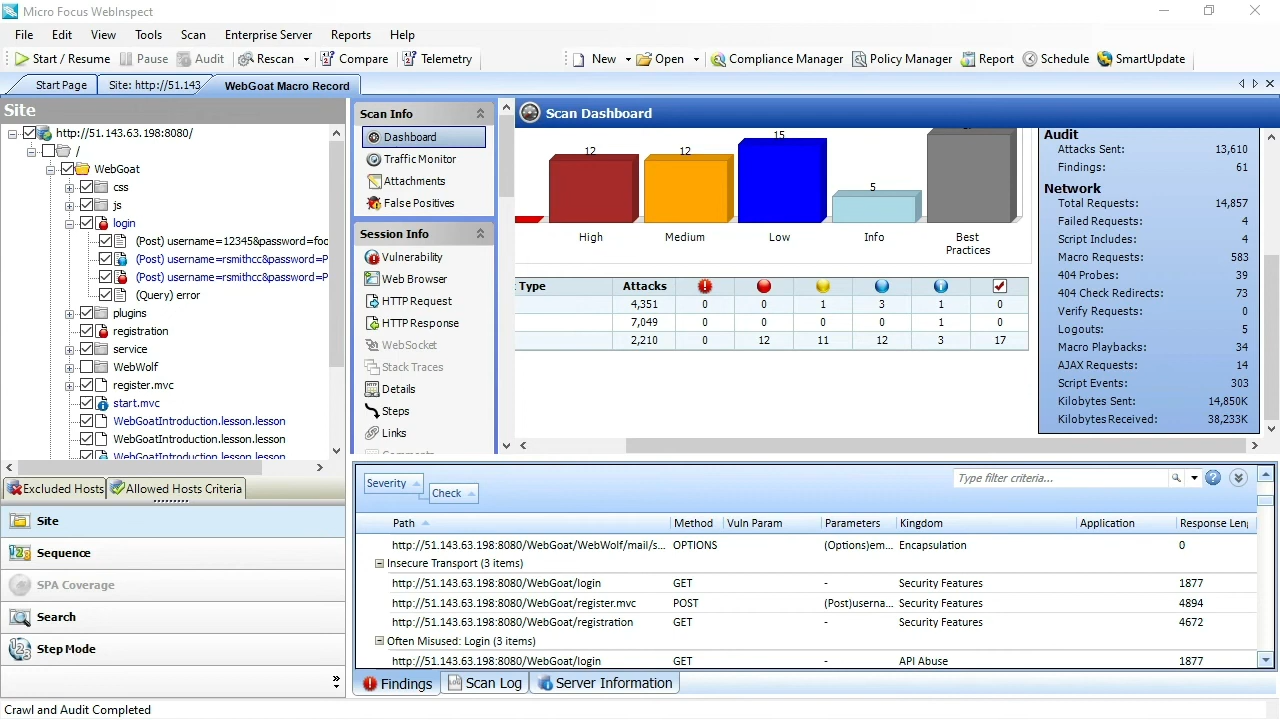 Micro Focus WebInspect
File Edit View Tools Scan Enterprise Server Reports Help
Start / Resume Pause Audit Rescan Compare Telemetry New Open Compliance Manager Policy Manager Report Schedule SmartUpdate
Start Page Site: http://51.143 WebGoat Macro Record
Site
http://51.143.63.198:8080/
/
WebGoat
css
js
login
(Post) username=12345&password=foo
(Post) username=rsmithcc&password=P
(Post) username=rsmithcc&password=P
(Query) error
plugins
registration
service
WebWolf
register.mvc
start.mvc
WebGoatIntroduction.lesson.lesson
WebGoatIntroduction.lesson.lesson
WebGoatIntroduction.lesson.lesson
Excluded Hosts Allowed Hosts Criteria
Site
Sequence
SPA Coverage
Search
Step Mode
Scan Info
Dashboard
Traffic Monitor
Attachments
False Positives
Session Info
Vulnerability
Web Browser
HTTP Request
HTTP Response
WebSocket
Stack Traces
Details
Steps
Links
Scan Dashboard
12 12 15 5
High Medium Low Info Best Practices
Type Attacks
4,351 0 0 1 3 1 0
7,049 0 0 0 0 1 0
2,210 0 12 11 12 3 17
Audit
Attacks Sent: 13,610
Findings: 61
Network
Total Requests: 14,857
Failed Requests: 4
Script Includes: 4
Macro Requests: 583
404 Probes: 39
404 Check Redirects: 73
Verify Requests: 0
Logouts: 5
Macro Playbacks: 34
AJAX Requests: 14
Script Events: 303
Kilobytes Sent: 14,850K
Kilobytes Received: 38,233K
Severity
Check
Type filter criteria...
Path Method Vuln Param Parameters Kingdom Application Response Len
http://51.143.63.198:8080/WebGoat/WebWolf/mail/s... OPTIONS (Options)em... Encapsulation 0
Insecure Transport (3 items)
http://51.143.63.198:8080/WebGoat/login GET - Security Features 1877
http://51.143.63.198:8080/WebGoat/register.mvc POST (Post)userna... Security Features 4894
http://51.143.63.198:8080/WebGoat/registration GET - Security Features 4672
Often Misused: Login (3 items)
http://51.143.63.198:8080/WebGoat/login GET - API Abuse 1877
Findings Scan Log Server Information
Crawl and Audit Completed